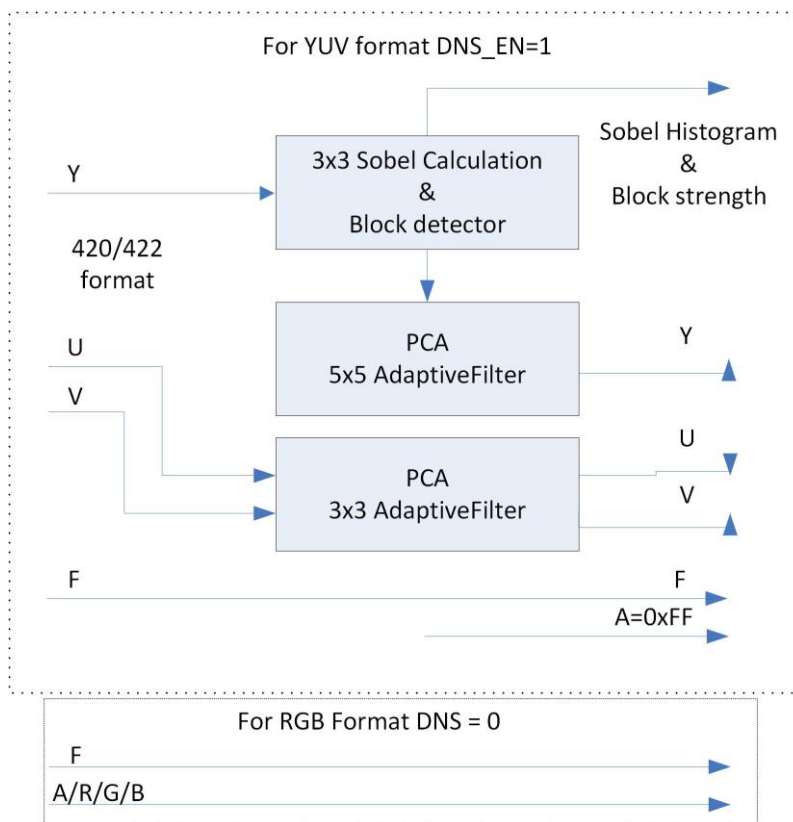 For YUV format DNS_EN=1
Sobel Histogram
&
Block strength
3x3 Sobel Calculation
&
Block detector
Y
420/422
format
PCA
5x5 AdaptiveFilter
Y
U
V
PCA
3x3 AdaptiveFilter
U
V
F
F
A=0xFF
For RGB Format DNS = 0
F
A/R/G/B